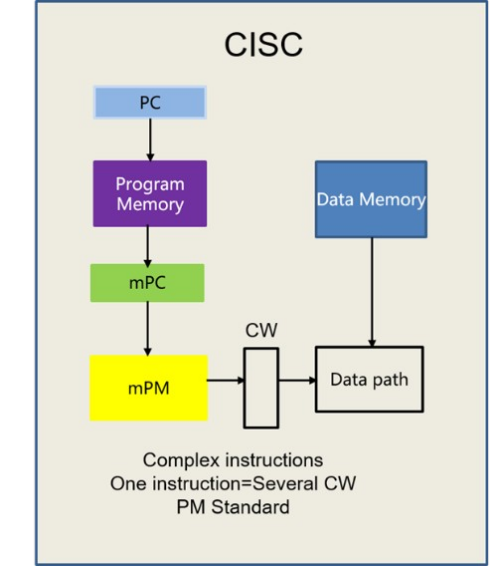 CISC
PC
Program
Memory
Data Memory
mPC
CW
mPM
Data path
Complex instructions
One instruction=Several CW
PM Standard